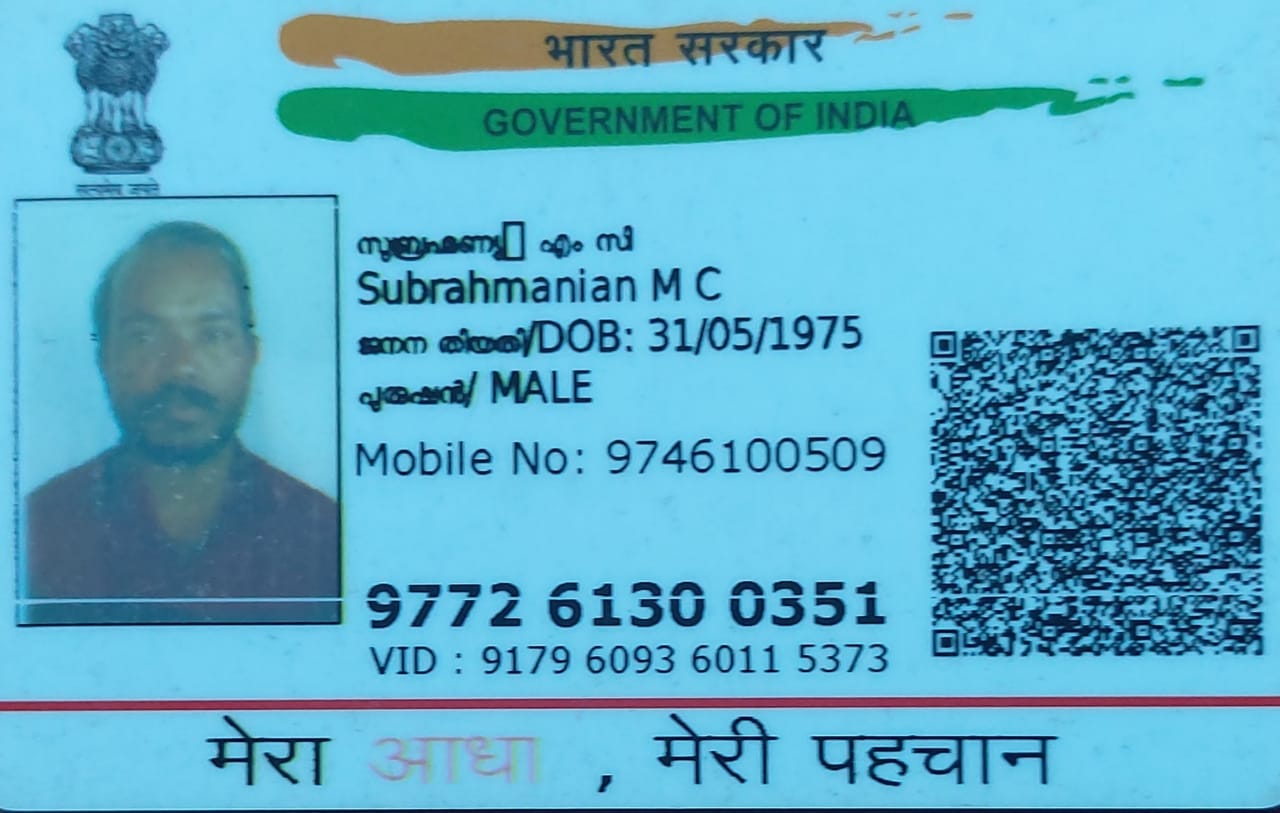 भारत सरकार
GOVERNMENT OF INDIA
सत्यमेव जयते
സുബ്രഹ്മണ്യ▯ എം സീ
Subrahmanian M C
ജനന തിയതി/DOB: 31/05/1975
പുരുഷൻ/ MALE
Mobile No: 9746100509
9772 6130 0351
VID : 9179 6093 6011 5373
मेरा आधा , मेरी पहचान